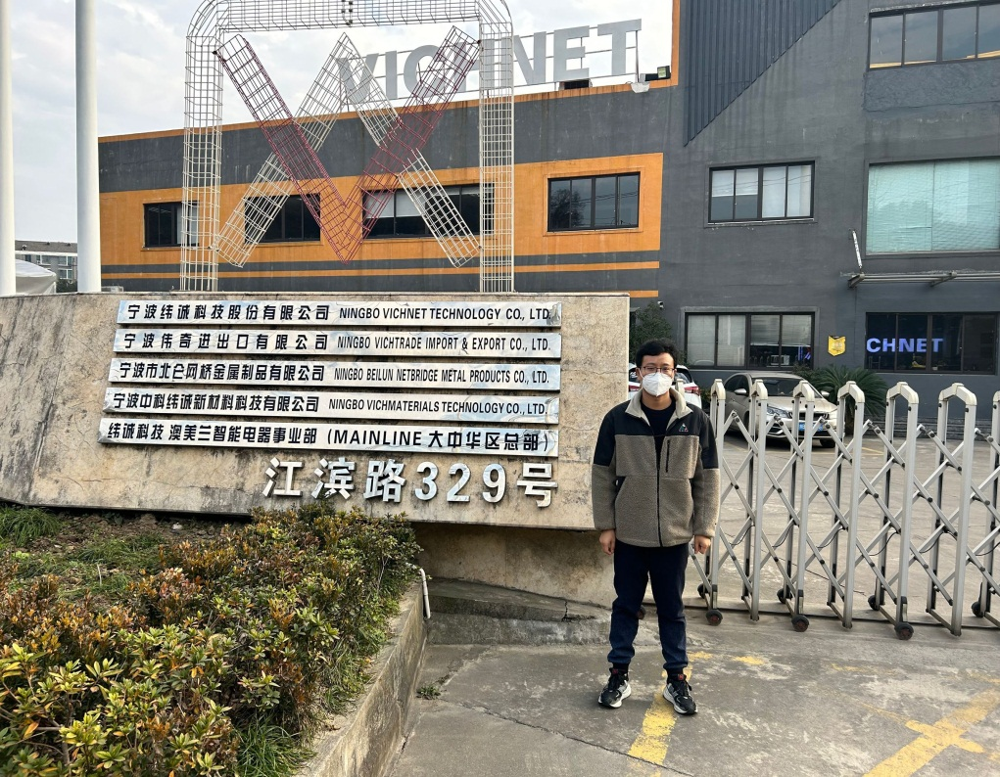 VICHNET
宁波纬诚科技股份有限公司 NINGBO VICHNET TECHNOLOGY CO., LTD.
宁波伟奇进出口有限公司 NINGBO VICHTRADE IMPORT & EXPORT CO., LTD.
宁波市北仑网桥金属制品有限公司 NINGBO BEILUN NETBRIDGE METAL PRODUCTS CO., LTD.
宁波中科纬诚新材料科技有限公司 NINGBO VICHMATERIALS TECHNOLOGY CO., LTD.
纬诚科技 澳美兰智能电器事业部（MAINLINE 大中华区总部）
江滨路329号
CHNET